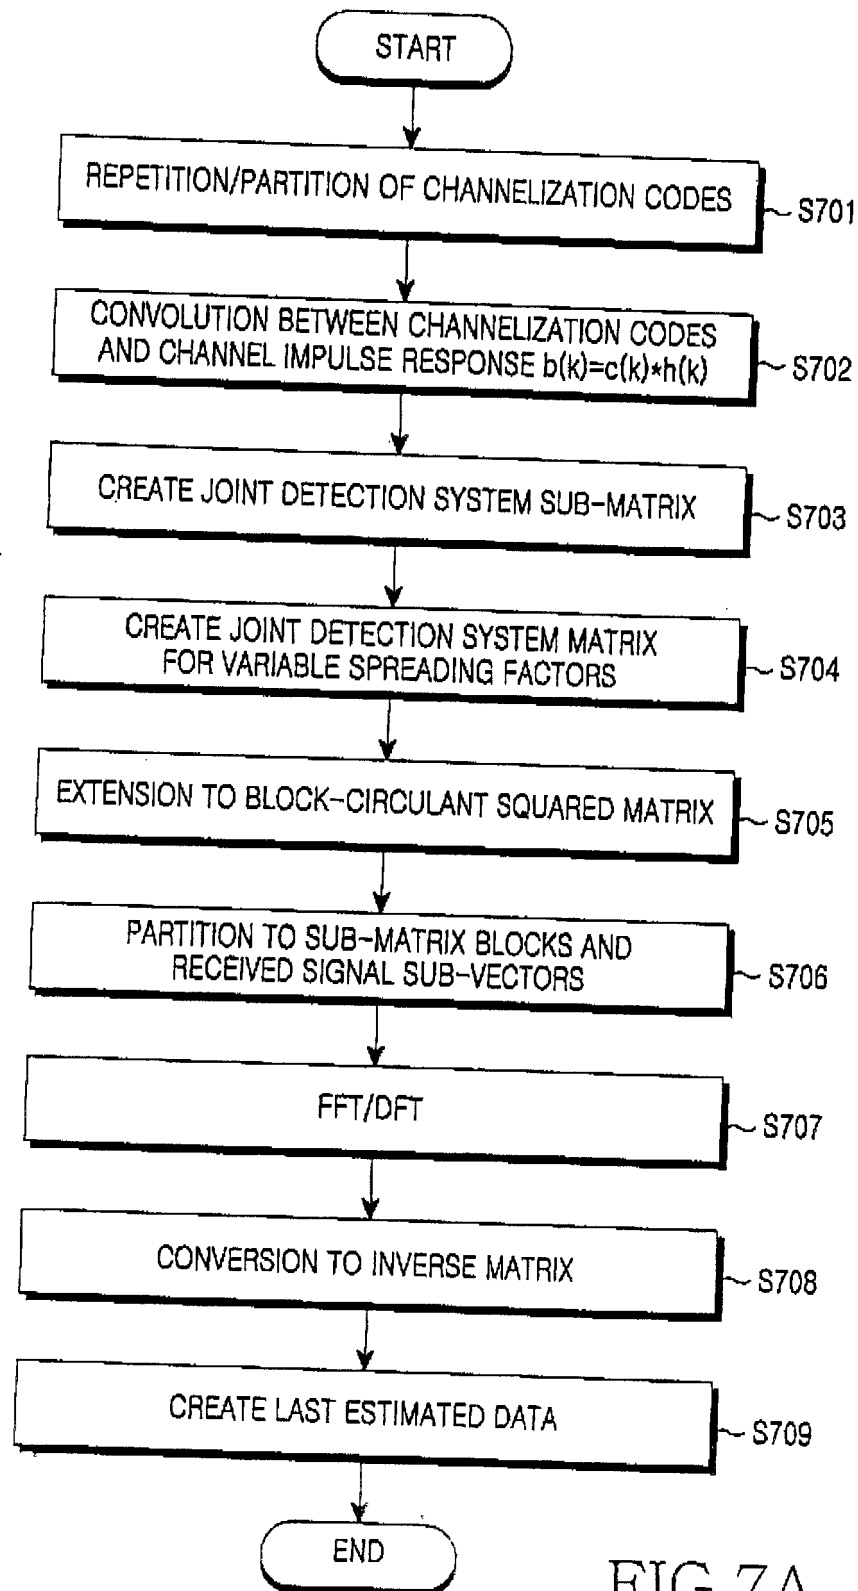 START
REPETITION/PARTITION OF CHANNELIZATION CODES
S701
CONVOLUTION BETWEEN CHANNELIZATION CODES
AND CHANNEL IMPULSE RESPONSE b(k)=c(k)*h(k)
S702
CREATE JOINT DETECTION SYSTEM SUB-MATRIX
S703
CREATE JOINT DETECTION SYSTEM MATRIX
FOR VARIABLE SPREADING FACTORS
S704
EXTENSION TO BLOCK-CIRCULANT SQUARED MATRIX
S705
PARTITION TO SUB-MATRIX BLOCKS AND
RECEIVED SIGNAL SUB-VECTORS
S706
FFT/DFT
S707
CONVERSION TO INVERSE MATRIX
S708
CREATE LAST ESTIMATED DATA
S709
END
FIG.7A